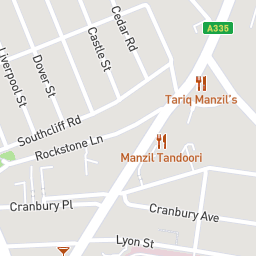 Cedar Rd
Castle St
Dover St
Liverpool St
A335
Tariq Manzil's
Southcliff Rd
Rockstone Ln
Manzil Tandoori
Cranbury Pl
Cranbury Ave
Lyon St